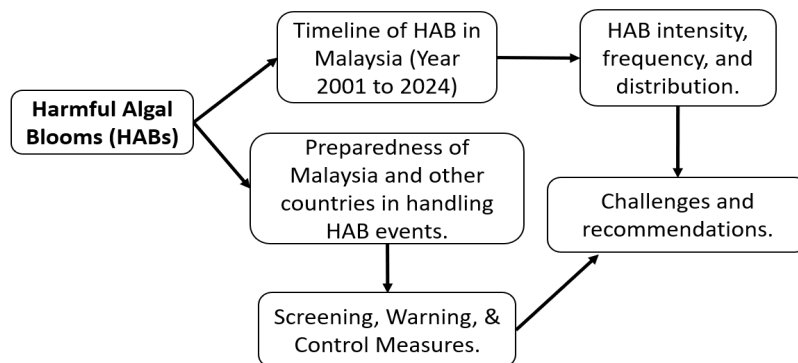 Timeline of HAB in
Malaysia (Year
2001 to 2024)
HAB intensity,
frequency, and
distribution.
Harmful Algal
Blooms (HABs)
Preparedness of
Malaysia and other
countries in handling
HAB events.
Challenges and
recommendations.
Screening, Warning, &
Control Measures.